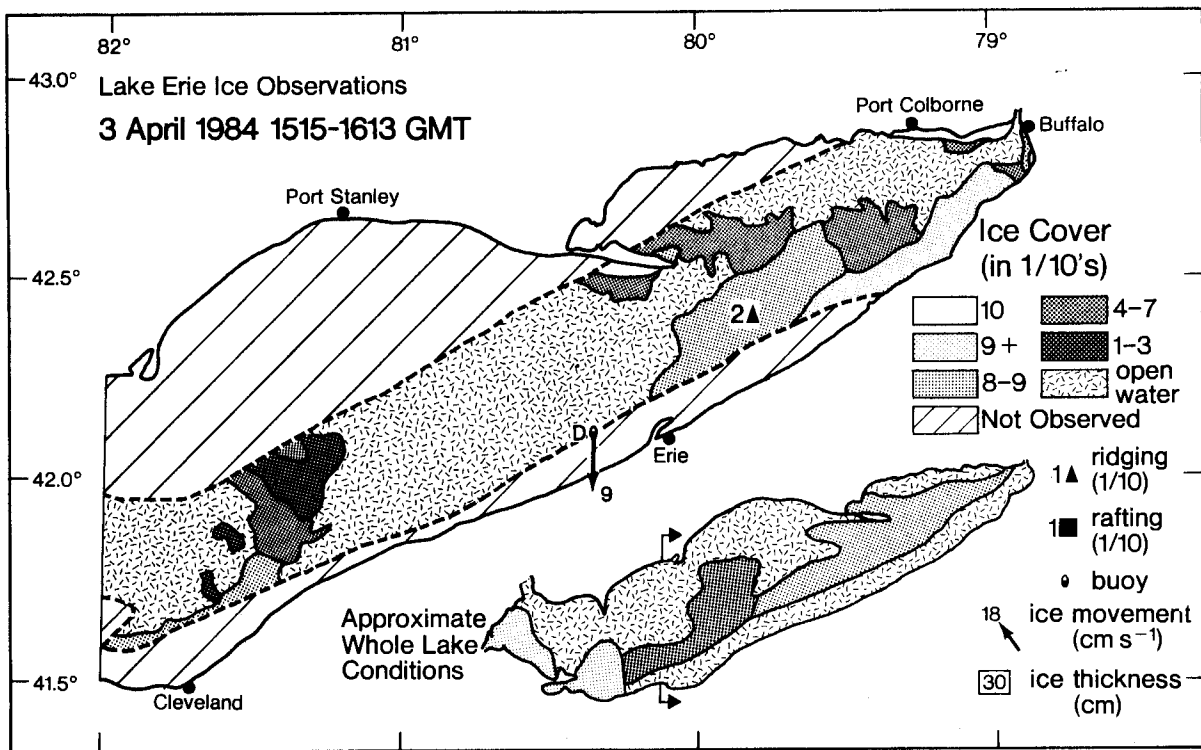 82°
81°
80°
79°
43.0°
Lake Erie Ice Observations
3 April 1984 1515-1613 GMT
Port Colborne
Buffalo
Port Stanley
42.5°
Ice Cover
(in 1/10's)
10
4-7
9+
1-3
8-9
open
water
Not Observed
2▲
D
Erie
9
42.0°
1▲ ridging
(1/10)
1■ rafting
(1/10)
buoy
18 ice movement
(cm s⁻¹)
30 ice thickness
(cm)
Approximate
Whole Lake
Conditions
41.5°
Cleveland